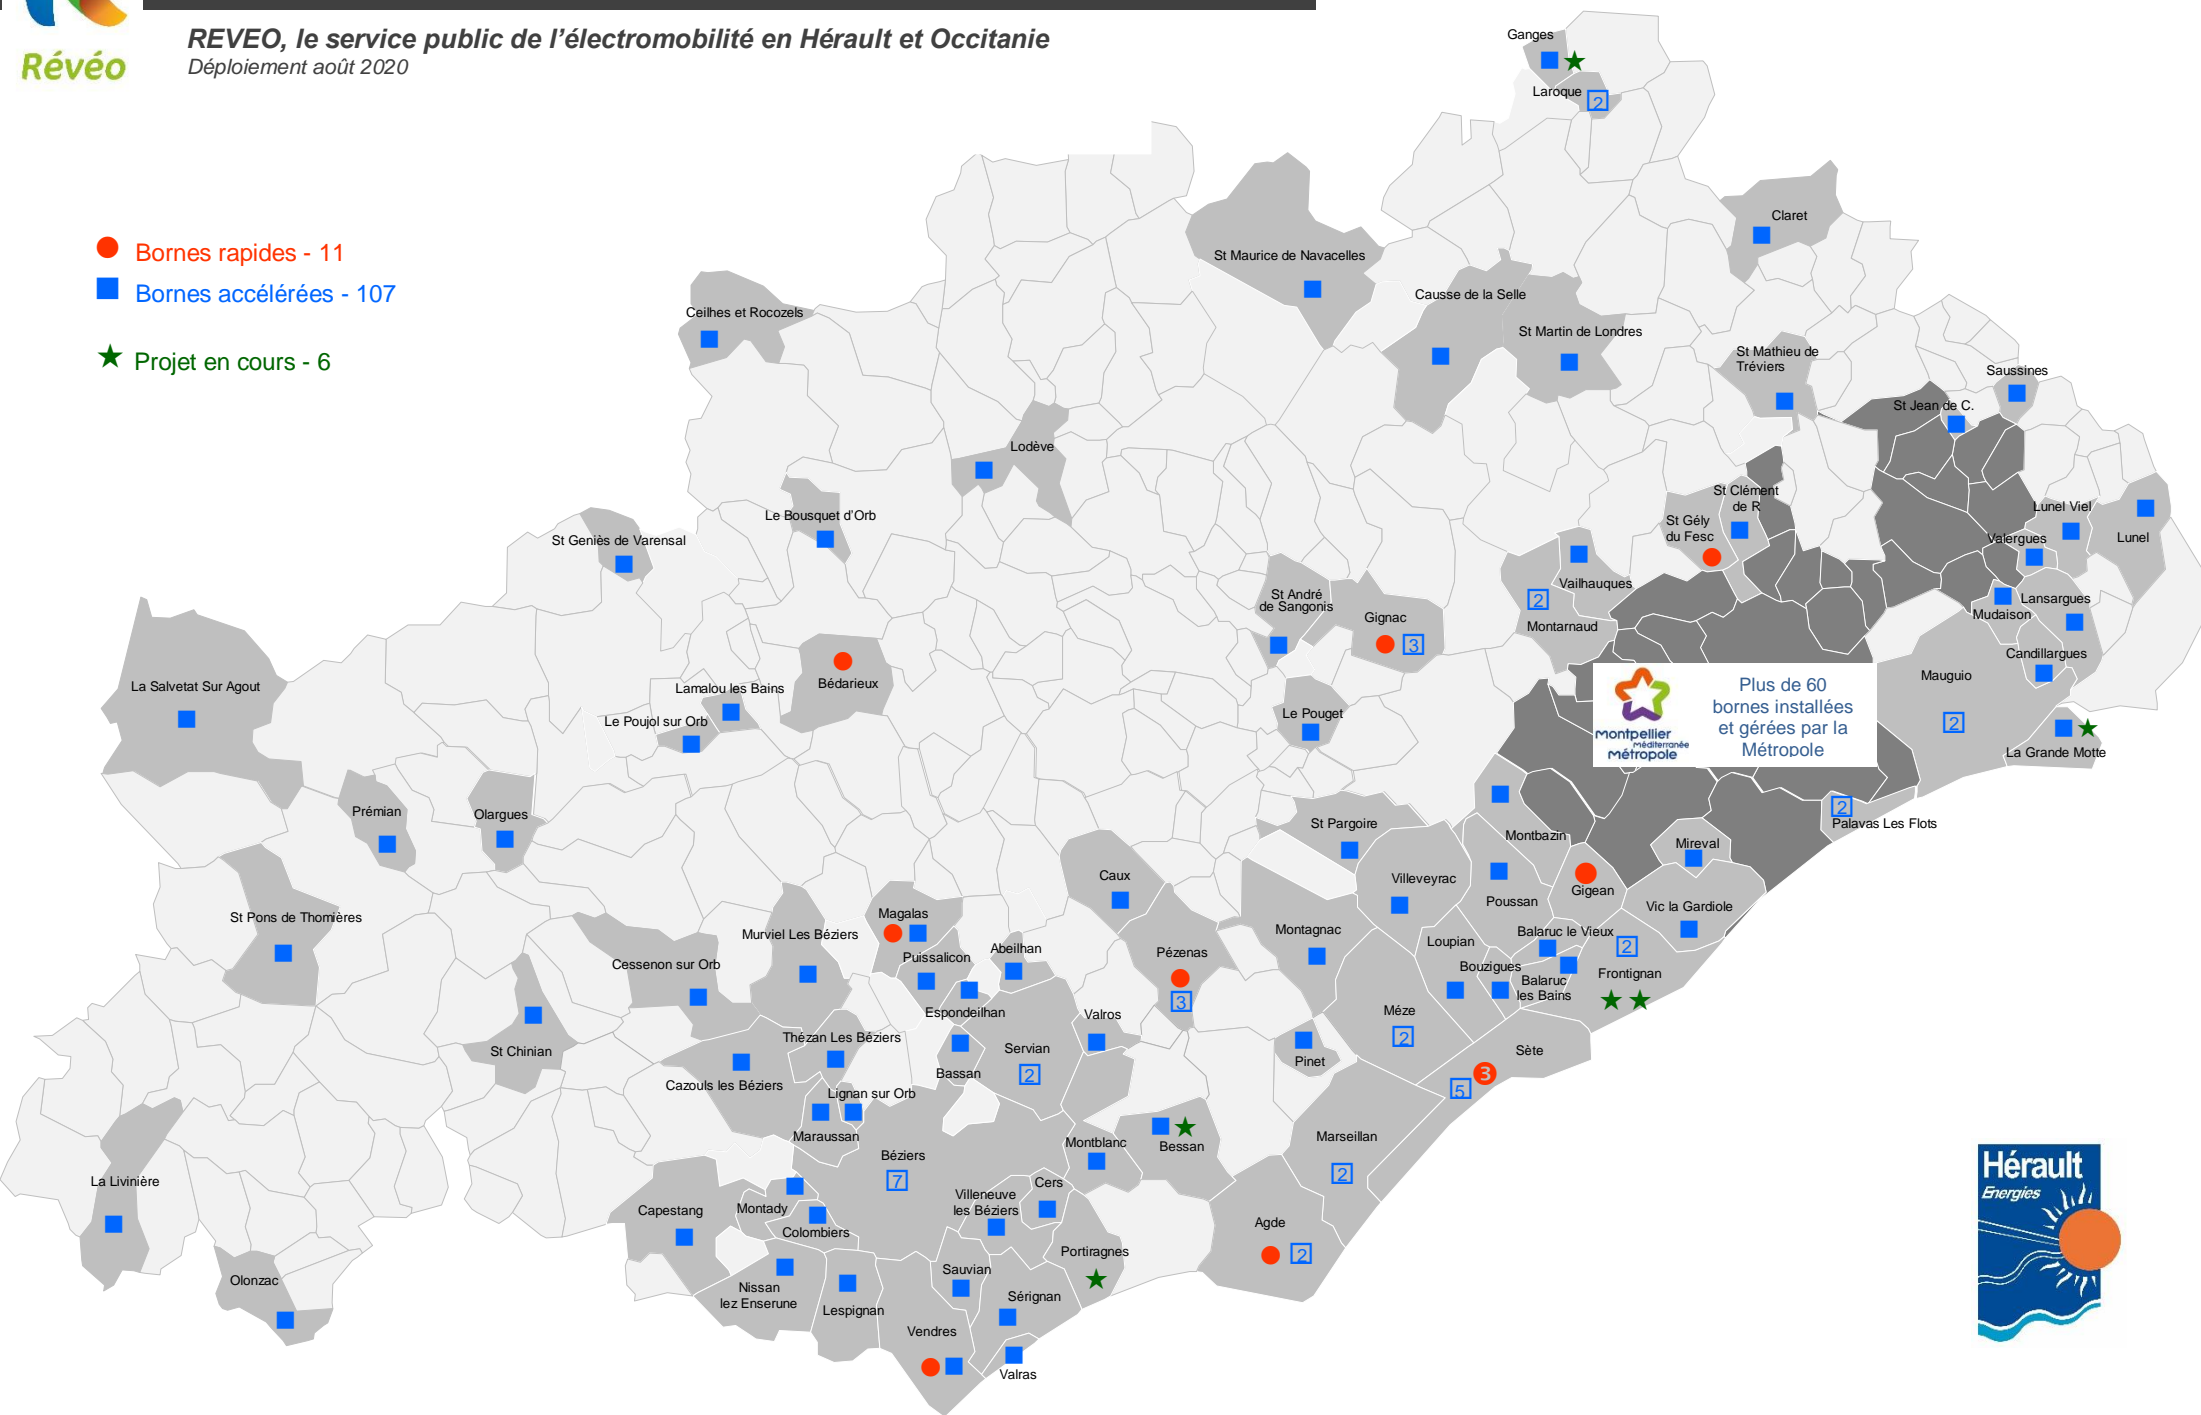 Révéo
REVEO, le service public de l'électromobilité en Hérault et Occitanie
Déploiement août 2020
Bornes rapides - 11
Bornes accélérées - 107
Projet en cours - 6
Ganges
Laroque
2
Claret
St Maurice de Navacelles
Causse de la Selle
Ceilhes et Rocozels
St Martin de Londres
St Mathieu de
Tréviers
Saussines
St Jean de C.
Lodève
St Clément
de R
Le Bousquet d'Orb
St Gély
du Fesc
Lunel Viel
Lunel
Valergues
St Geniès de Varensal
Vailhauques
2
Montarnaud
St André
de Sangonis
Gignac
3
Mudaison
Lansargues
Candillargues
Mauguio
2
La Grande Motte
La Salvetat Sur Agout
Lamalou les Bains
Bédarieux
Le Poujol sur Orb
Le Pouget
montpellier
méditerranée
métropole
Plus de 60
bornes installées
et gérées par la
Métropole
2
Palavas Les Flots
Prémian
Olargues
St Pargoire
Montbazin
Mireval
Caux
Villeveyrac
Poussan
Gigean
Vic la Gardiole
St Pons de Thomières
Magalas
Murviel Les Béziers
Puissalicon
Abeilhan
Pézenas
3
Montagnac
Loupian
Balaruc le Vieux
2
Frontignan
Bouzigues
Balaruc
les Bains
Cessenon sur Orb
Espondeilhan
Valros
Méze
2
St Chinian
Thézan Les Béziers
Servian
2
Bassan
Pinet
Sète
3
5
Cazouls les Béziers
Lignan sur Orb
Maraussan
Montblanc
Bessan
Marseillan
2
Béziers
7
La Livinière
Villeneuve
les Béziers
Cers
Capestang
Montady
Colombiers
Agde
2
Portiragnes
Olonzac
Nissan
lez Enserune
Lespignan
Sauvian
Sérignan
Vendres
Valras
Hérault
Energies